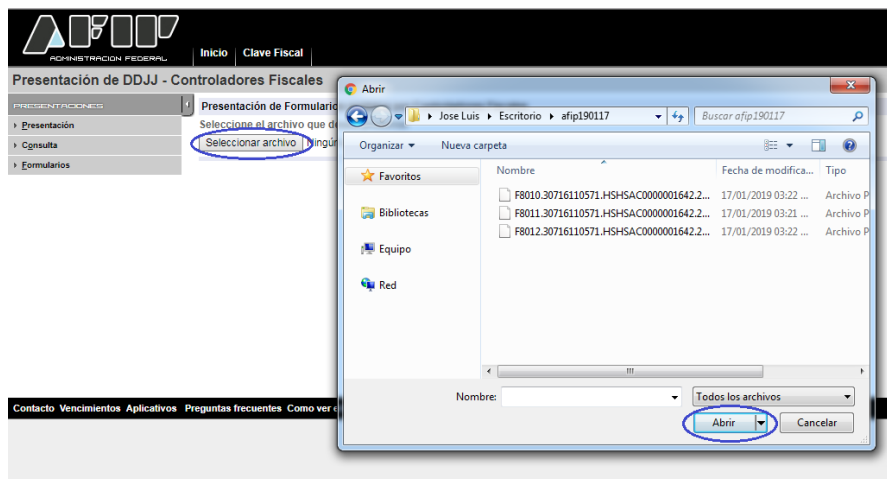 AFIP
ADMINISTRACION FEDERAL
Inicio Clave Fiscal
Presentación de DDJJ - Controladores Fiscales
PRESENTACIONES
Presentación
Consulta
Formularios
Presentación de Formulario
Seleccione el archivo que de
Seleccionar archivo Ningún
Contacto Vencimientos Aplicativos Preguntas frecuentes Como ver e
Abrir
Jose Luis Escritorio afip190117
Buscar afip190117
Organizar Nueva carpeta
Favoritos
Bibliotecas
Equipo
Red
Nombre Fecha de modifica... Tipo
F8010.30716110571.HSHSAC0000001642.2... 17/01/2019 03:22 ... Archivo P
F8011.30716110571.HSHSAC0000001642.2... 17/01/2019 03:21 ... Archivo P
F8012.30716110571.HSHSAC0000001642.2... 17/01/2019 03:22 ... Archivo P
Nombre: Todos los archivos
Abrir Cancelar